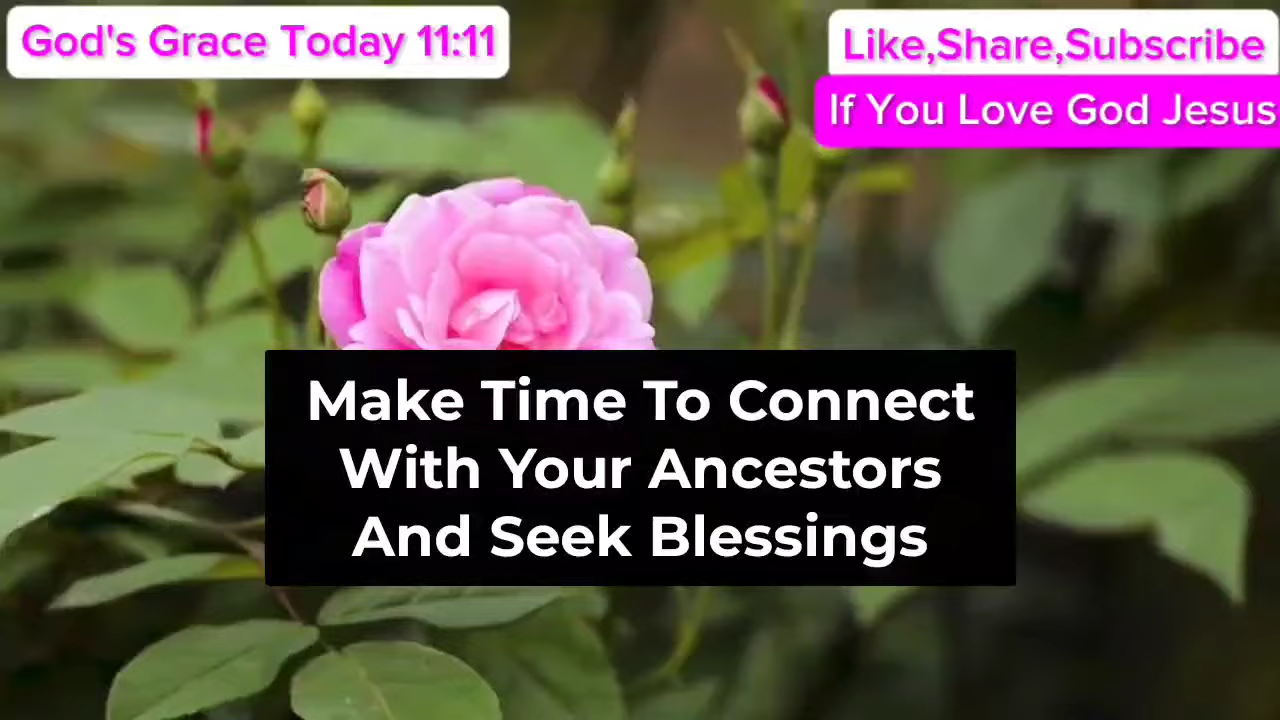 God's Grace Today 11:11
Like,Share,Subscribe
If You Love God Jesus
Make Time To Connect
With Your Ancestors
And Seek Blessings